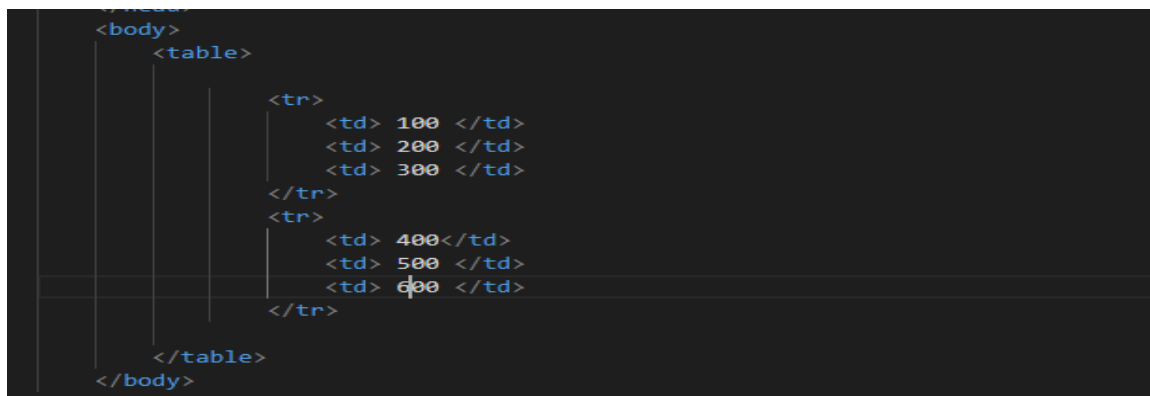 </head>
<body>
<table>
<tr>
<td> 100 </td>
<td> 200 </td>
<td> 300 </td>
</tr>
<tr>
<td> 400</td>
<td> 500 </td>
<td> 600 </td>
</tr>
</table>
</body>